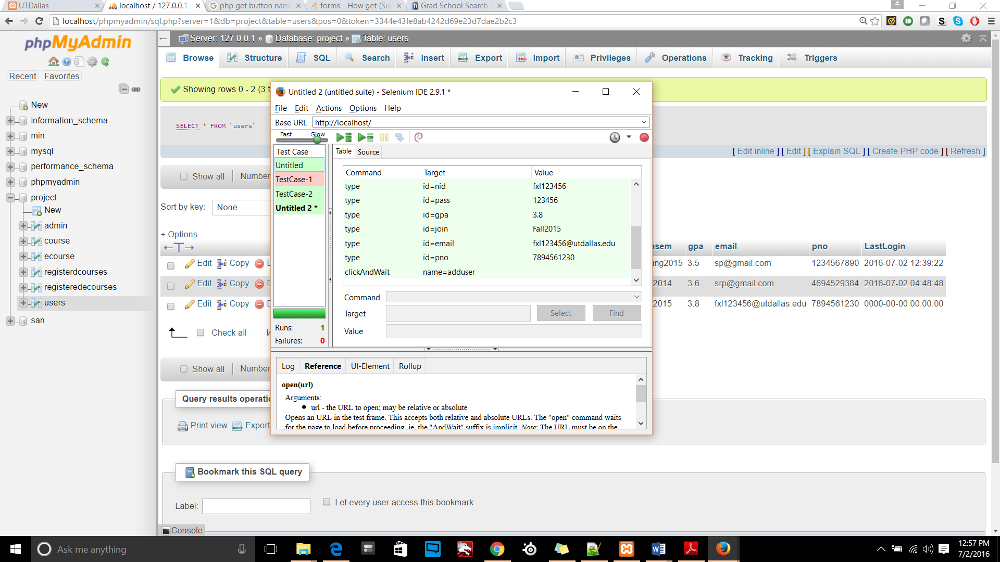 UTDallas
localhost / 127.0.0.1
php get button nam
forms - How get (Su
Grad School Search
localhost/phpmyadmin/sql.php?server=1&db=project&table=users&pos=0&token=3344e43fe8ab4242d69e23d7dae2b2c3
phpMyAdmin
Recent
Favorites
New
information_schema
min
mysql
performance_schema
phpmyadmin
project
New
admin
course
ecourse
registerdcourses
registeredecourses
users
san
Server: 127.0.0.1 » Database: project » Table: users
Browse
Structure
SQL
Search
Insert
Export
Import
Privileges
Operations
Tracking
Triggers
Showing rows 0 - 2 (3 t
SELECT * FROM `users`
[ Edit inline ] [ Edit ] [ Explain SQL ] [ Create PHP code ] [ Refresh ]
Show all
Number
Sort by key:
None
+ Options
nsem gpa email pno LastLogin
Edit Copy D
ing2015 3.5 sp@gmail.com 1234567890 2016-07-02 12:39:22
Edit Copy D
2014 3.6 srp@gmail.com 4694529384 2016-07-02 04:48:48
Edit Copy D
2015 3.8 fxl123456@utdallas.edu 7894561230 0000-00-00 00:00:00
Check all
W
Show all
Number
Query results operatio
Print view
Export
Bookmark this SQL query
Label:
Let every user access this bookmark
Console
Untitled 2 (untitled suite) - Selenium IDE 2.9.1 *
File Edit Actions Options Help
Base URL http://localhost/
Fast Slow
Test Case
Untitled
TestCase-1
TestCase-2
Untitled 2 *
Runs: 1
Failures: 0
Table Source
Command Target Value
type id=nid fxl123456
type id=pass 123456
type id=gpa 3.8
type id=join Fall2015
type id=email fxl123456@utdallas.edu
type id=pno 7894561230
clickAndWait name=adduser
Command
Target
Select
Find
Value
Log Reference UI-Element Rollup
open(url)
Arguments:
url - the URL to open; may be relative or absolute
Opens an URL in the test frame. This accepts both relative and absolute URLs. The "open" command waits
for the page to load before proceeding, ie. the "AndWait" suffix is implicit. Note: The URL must be on the
Ask me anything
12:57 PM
7/2/2016